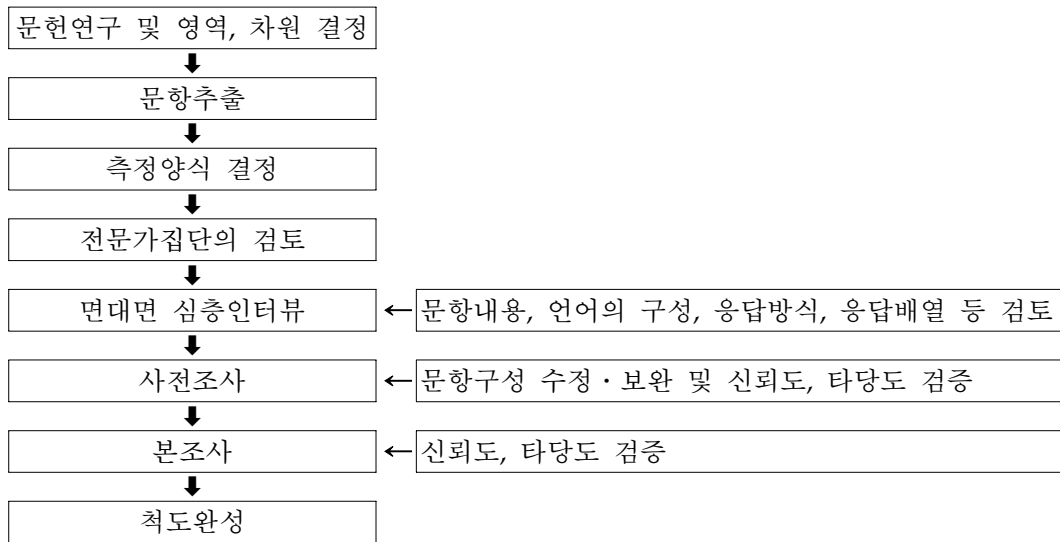 문헌연구 및 영역, 차원 결정
문항추출
측정양식 결정
전문가집단의 검토
면대면 심층인터뷰
문항내용, 언어의 구성, 응답방식, 응답배열 등 검토
사전조사
문항구성 수정·보완 및 신뢰도, 타당도 검증
본조사
신뢰도, 타당도 검증
척도완성